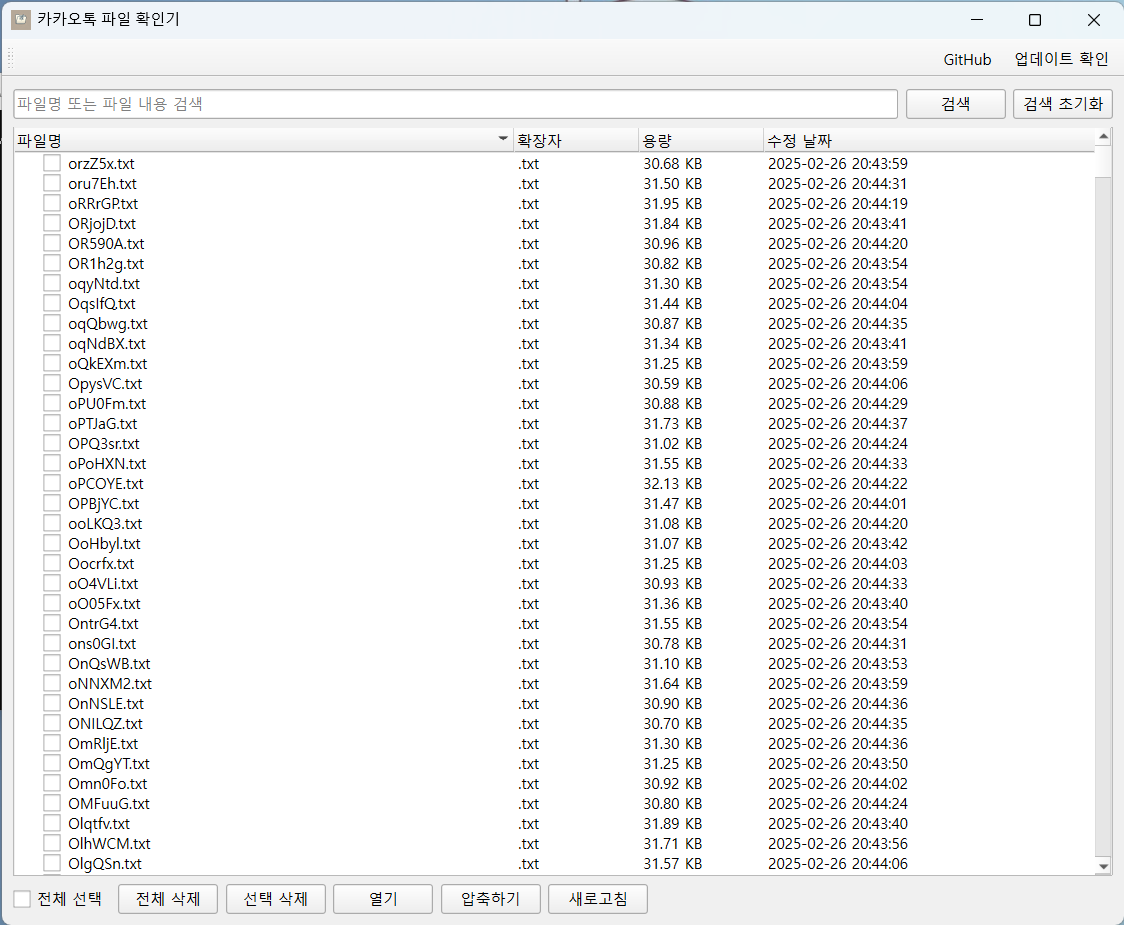 카카오톡 파일 확인기
GitHub 업데이트 확인
파일명 또는 파일 내용 검색 검색 검색 초기화
파일명 확장자 용량 수정 날짜
orzZ5x.txt .txt 30.68 KB 2025-02-26 20:43:59
oru7Eh.txt .txt 31.50 KB 2025-02-26 20:44:31
oRRrGP.txt .txt 31.95 KB 2025-02-26 20:44:19
ORjojD.txt .txt 31.84 KB 2025-02-26 20:43:41
OR590A.txt .txt 30.96 KB 2025-02-26 20:44:20
OR1h2g.txt .txt 30.82 KB 2025-02-26 20:43:54
oqyNtd.txt .txt 31.30 KB 2025-02-26 20:43:54
OqsIfQ.txt .txt 31.44 KB 2025-02-26 20:44:04
oqQbwg.txt .txt 30.87 KB 2025-02-26 20:44:35
oqNdBX.txt .txt 31.34 KB 2025-02-26 20:43:41
oQkEXm.txt .txt 31.25 KB 2025-02-26 20:43:59
OpysVC.txt .txt 30.59 KB 2025-02-26 20:44:06
oPU0Fm.txt .txt 30.88 KB 2025-02-26 20:44:29
oPTJaG.txt .txt 31.73 KB 2025-02-26 20:44:37
OPQ3sr.txt .txt 31.02 KB 2025-02-26 20:44:24
oPoHXN.txt .txt 31.55 KB 2025-02-26 20:44:33
oPCOYE.txt .txt 32.13 KB 2025-02-26 20:44:22
OPBjYC.txt .txt 31.47 KB 2025-02-26 20:44:01
ooLKQ3.txt .txt 31.08 KB 2025-02-26 20:44:20
OoHbyl.txt .txt 31.07 KB 2025-02-26 20:43:42
Oocrfx.txt .txt 31.25 KB 2025-02-26 20:44:03
oO4VLi.txt .txt 30.93 KB 2025-02-26 20:44:33
oO05Fx.txt .txt 31.36 KB 2025-02-26 20:43:40
OntrG4.txt .txt 31.55 KB 2025-02-26 20:43:54
ons0GI.txt .txt 30.78 KB 2025-02-26 20:44:31
OnQsWB.txt .txt 31.10 KB 2025-02-26 20:43:53
oNNXM2.txt .txt 31.64 KB 2025-02-26 20:43:59
OnNSLE.txt .txt 30.90 KB 2025-02-26 20:44:36
ONILQZ.txt .txt 30.70 KB 2025-02-26 20:44:35
OmRljE.txt .txt 31.30 KB 2025-02-26 20:44:36
OmQgYT.txt .txt 31.25 KB 2025-02-26 20:43:50
Omn0Fo.txt .txt 30.92 KB 2025-02-26 20:44:02
OMFuuG.txt .txt 30.80 KB 2025-02-26 20:44:24
Olqtfv.txt .txt 31.89 KB 2025-02-26 20:43:40
OlhWCM.txt .txt 31.71 KB 2025-02-26 20:43:56
OlgQSn.txt .txt 31.57 KB 2025-02-26 20:44:06
전체 선택 전체 삭제 선택 삭제 열기 압축하기 새로고침